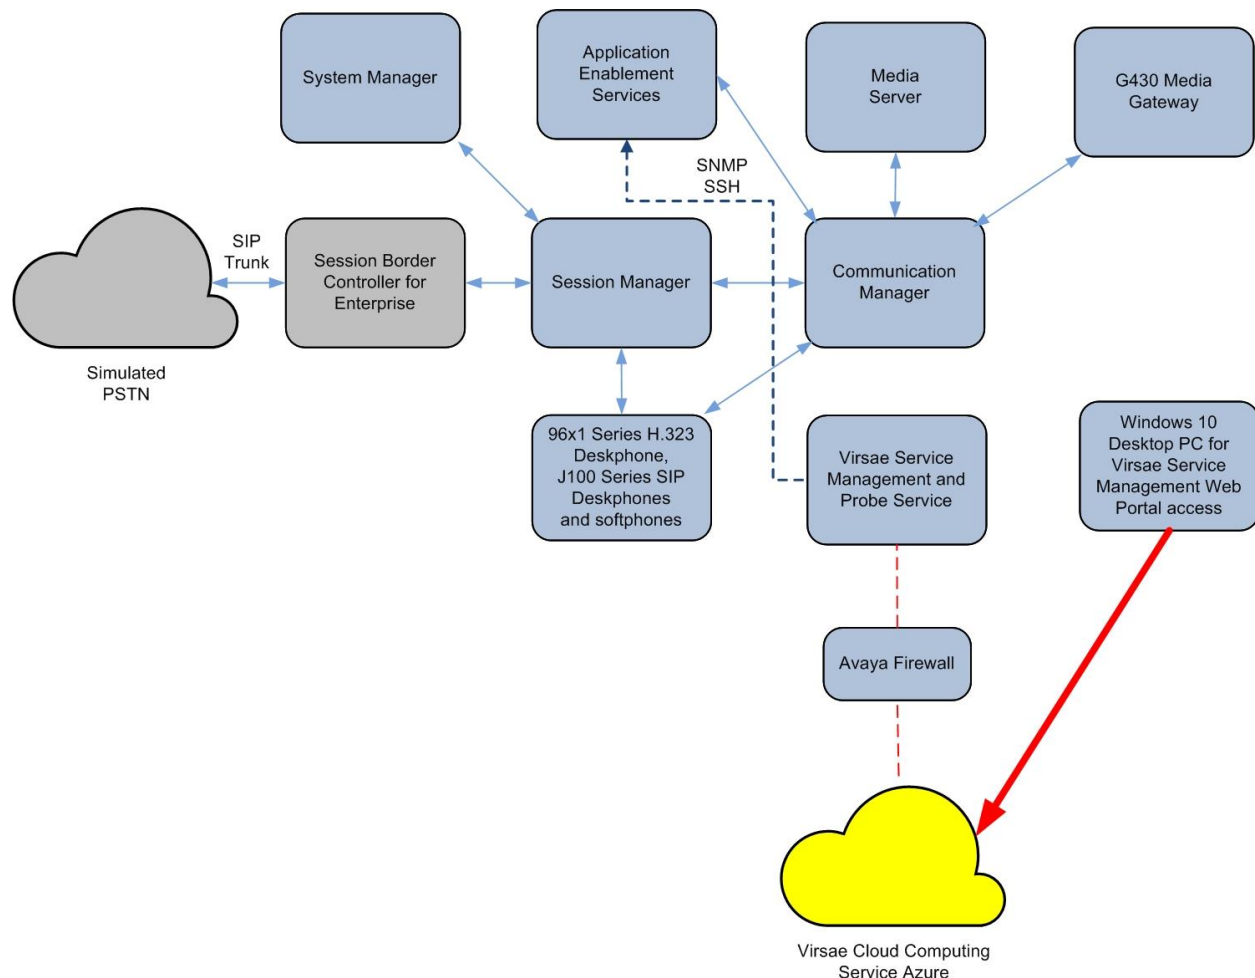 System Manager
Application
Enablement
Services
Media
Server
G430 Media
Gateway
SNMP
SSH
SIP
Trunk
Session Border
Controller for
Enterprise
Session Manager
Communication
Manager
Simulated
PSTN
96x1 Series H.323
Deskphone,
J100 Series SIP
Deskphones
and softphones
Virsae Service
Management and
Probe Service
Windows 10
Desktop PC for
Virsae Service
Management Web
Portal access
Avaya Firewall
Virsae Cloud Computing
Service Azure